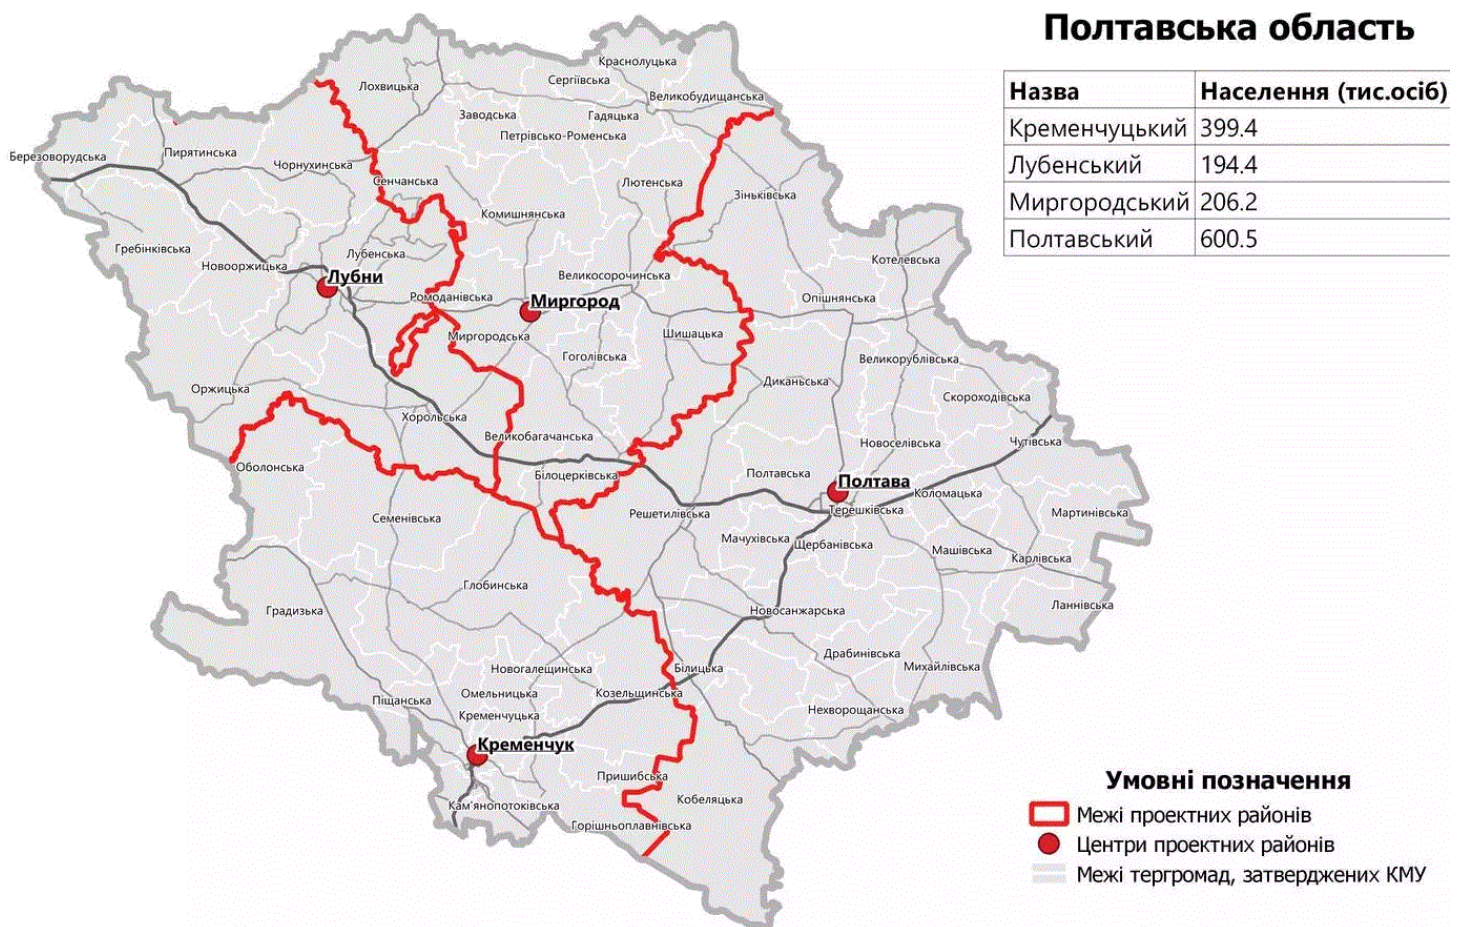 Полтавська область
Назва Населення (тис.осіб)
Кременчуцький 399.4
Лубенський 194.4
Миргородський 206.2
Полтавський 600.5
Краснолуцька
Сергіївська
Лохвицька
Великобудищанська
Заводська
Гадяцька
Петрівсько-Роменська
Березоворудська
Пирятинська
Чорнухинська
Сенчанська
Лютенська
Зіньківська
Комишнянська
Гребінківська
Лубенська
Новооржицька
Великосорочинська
Котелевська
Лубни
Ромоданівська
Миргород
Опішнянська
Миргородська
Шишацька
Гоголівська
Великорублівська
Диканьська
Оржицька
Скороходівська
Хорольська
Великобагачанська
Новоселівська
Чутівська
Оболонська
Білоцерківська
Полтавська
Полтава
Коломацька
Семенівська
Решетилівська
Терешківська
Мартинівська
Мачухівська
Щербанівська
Машівська
Карлівська
Глобинська
Градизька
Новосанжарська
Ланнівська
Драбинівська
Новогалещинська
Білицька
Михайлівська
Піщанська
Омельницька
Козельщинська
Кременчуцька
Нехворощанська
Кременчук
Пришибська
Кобеляцька
Кам'янопотоківська
Горішньоплавнівська
Умовні позначення
Межі проектних районів
Центри проектних районів
Межі тергромад, затверджених КМУ